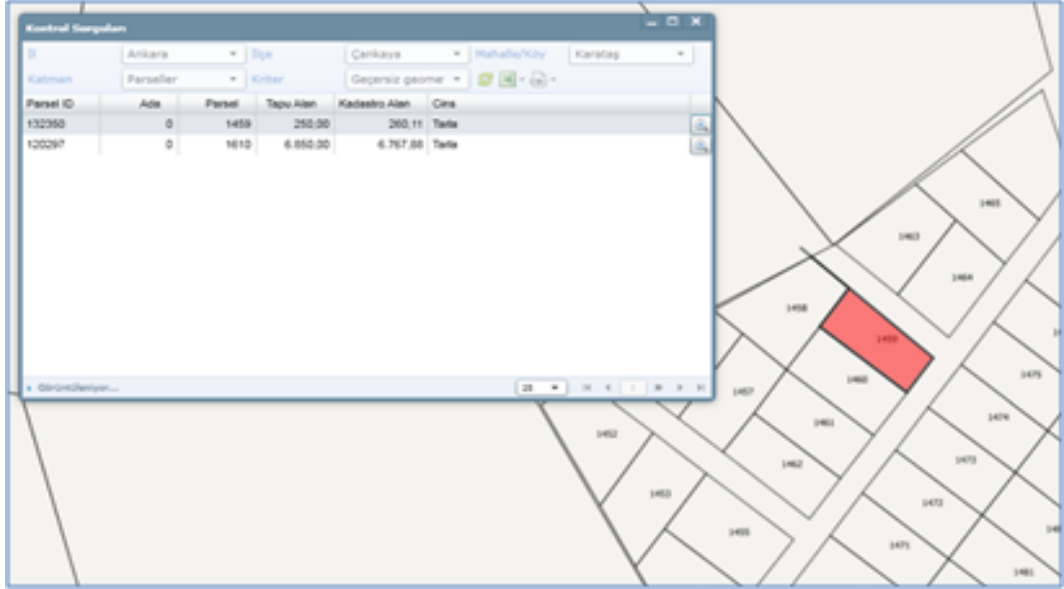 Kontrol Sorguları
İl Ankara İlçe Çankaya Mahalle/Köy Karataş
Katman Parseller Kriter Geçersiz geome
Parsel ID Ada Parsel Tapu Alan Kadastro Alan Cins
132350 0 1459 250,00 260,11 Tarla
120297 0 1610 6.850,00 6.767,88 Tarla
Görüntüleniyor...
25
1
1465
1463
1464
1458
1459
1475
1460
1457
1474
1461
1452
1462
1473
1453
1472
1455
1471
1481